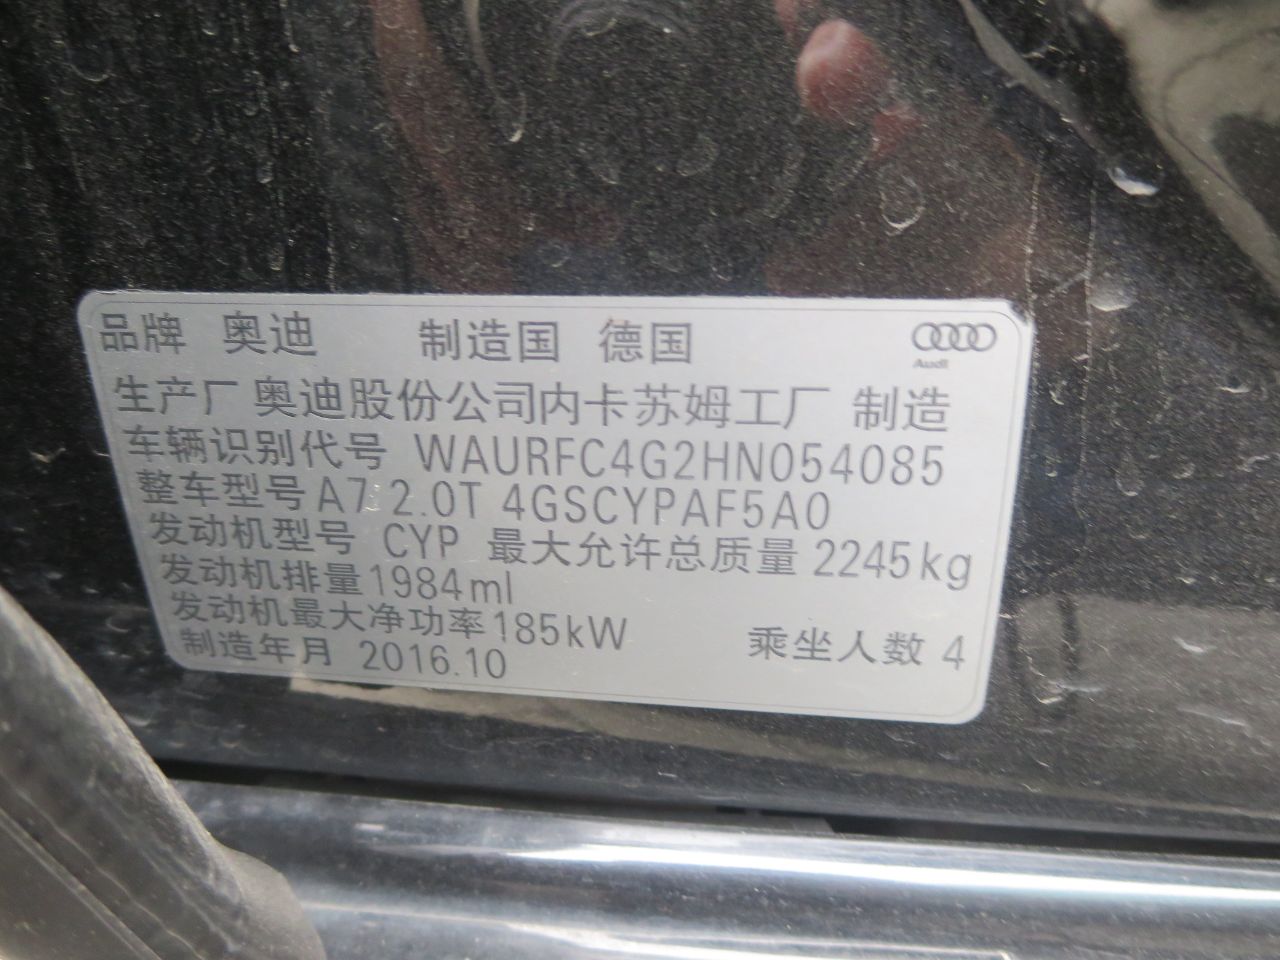 品牌 奥迪 制造国 德国
Audi
生产厂 奥迪股份公司内卡苏姆工厂 制造
车辆识别代号 WAURFC4G2HN054085
整车型号 A7 2.0T 4GSCYPAF5A0
发动机型号 CYP 最大允许总质量 2245kg
发动机排量 1984ml
发动机最大净功率 185kW 乘坐人数 4
制造年月 2016.10